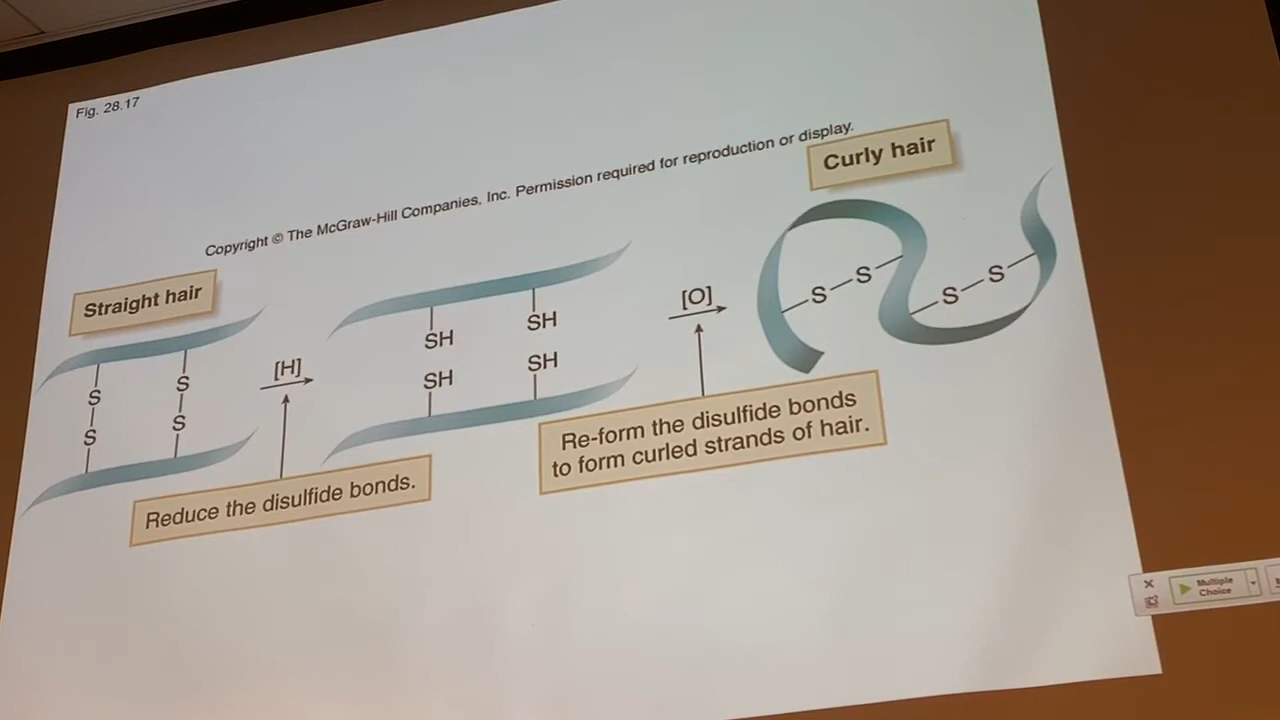 Fig. 28.17
Copyright © The McGraw-Hill Companies, Inc. Permission required for reproduction or display.
Straight hair
Curly hair
S
S
S
S
[H]
SH
SH
SH
SH
[O]
S
S
S
S
Reduce the disulfide bonds.
Re-form the disulfide bonds
to form curled strands of hair.
Multiple
Choice